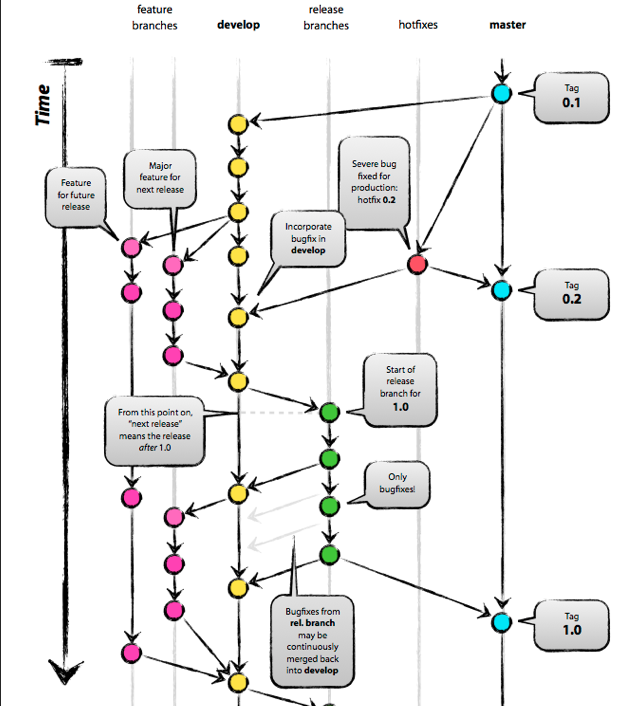 feature
branches
develop
release
branches
hotfixes
master
Time
Tag
0.1
Major
feature for
next release
Severe bug
fixed for
production:
hotfix 0.2
Feature
for future
release
Incorporate
bugfix in
develop
Tag
0.2
Start of
release
branch for
1.0
From this point on,
“next release”
means the release
after 1.0
Only
bugfixes!
Bugfixes from
rel. branch
may be
continuously
merged back
into develop
Tag
1.0